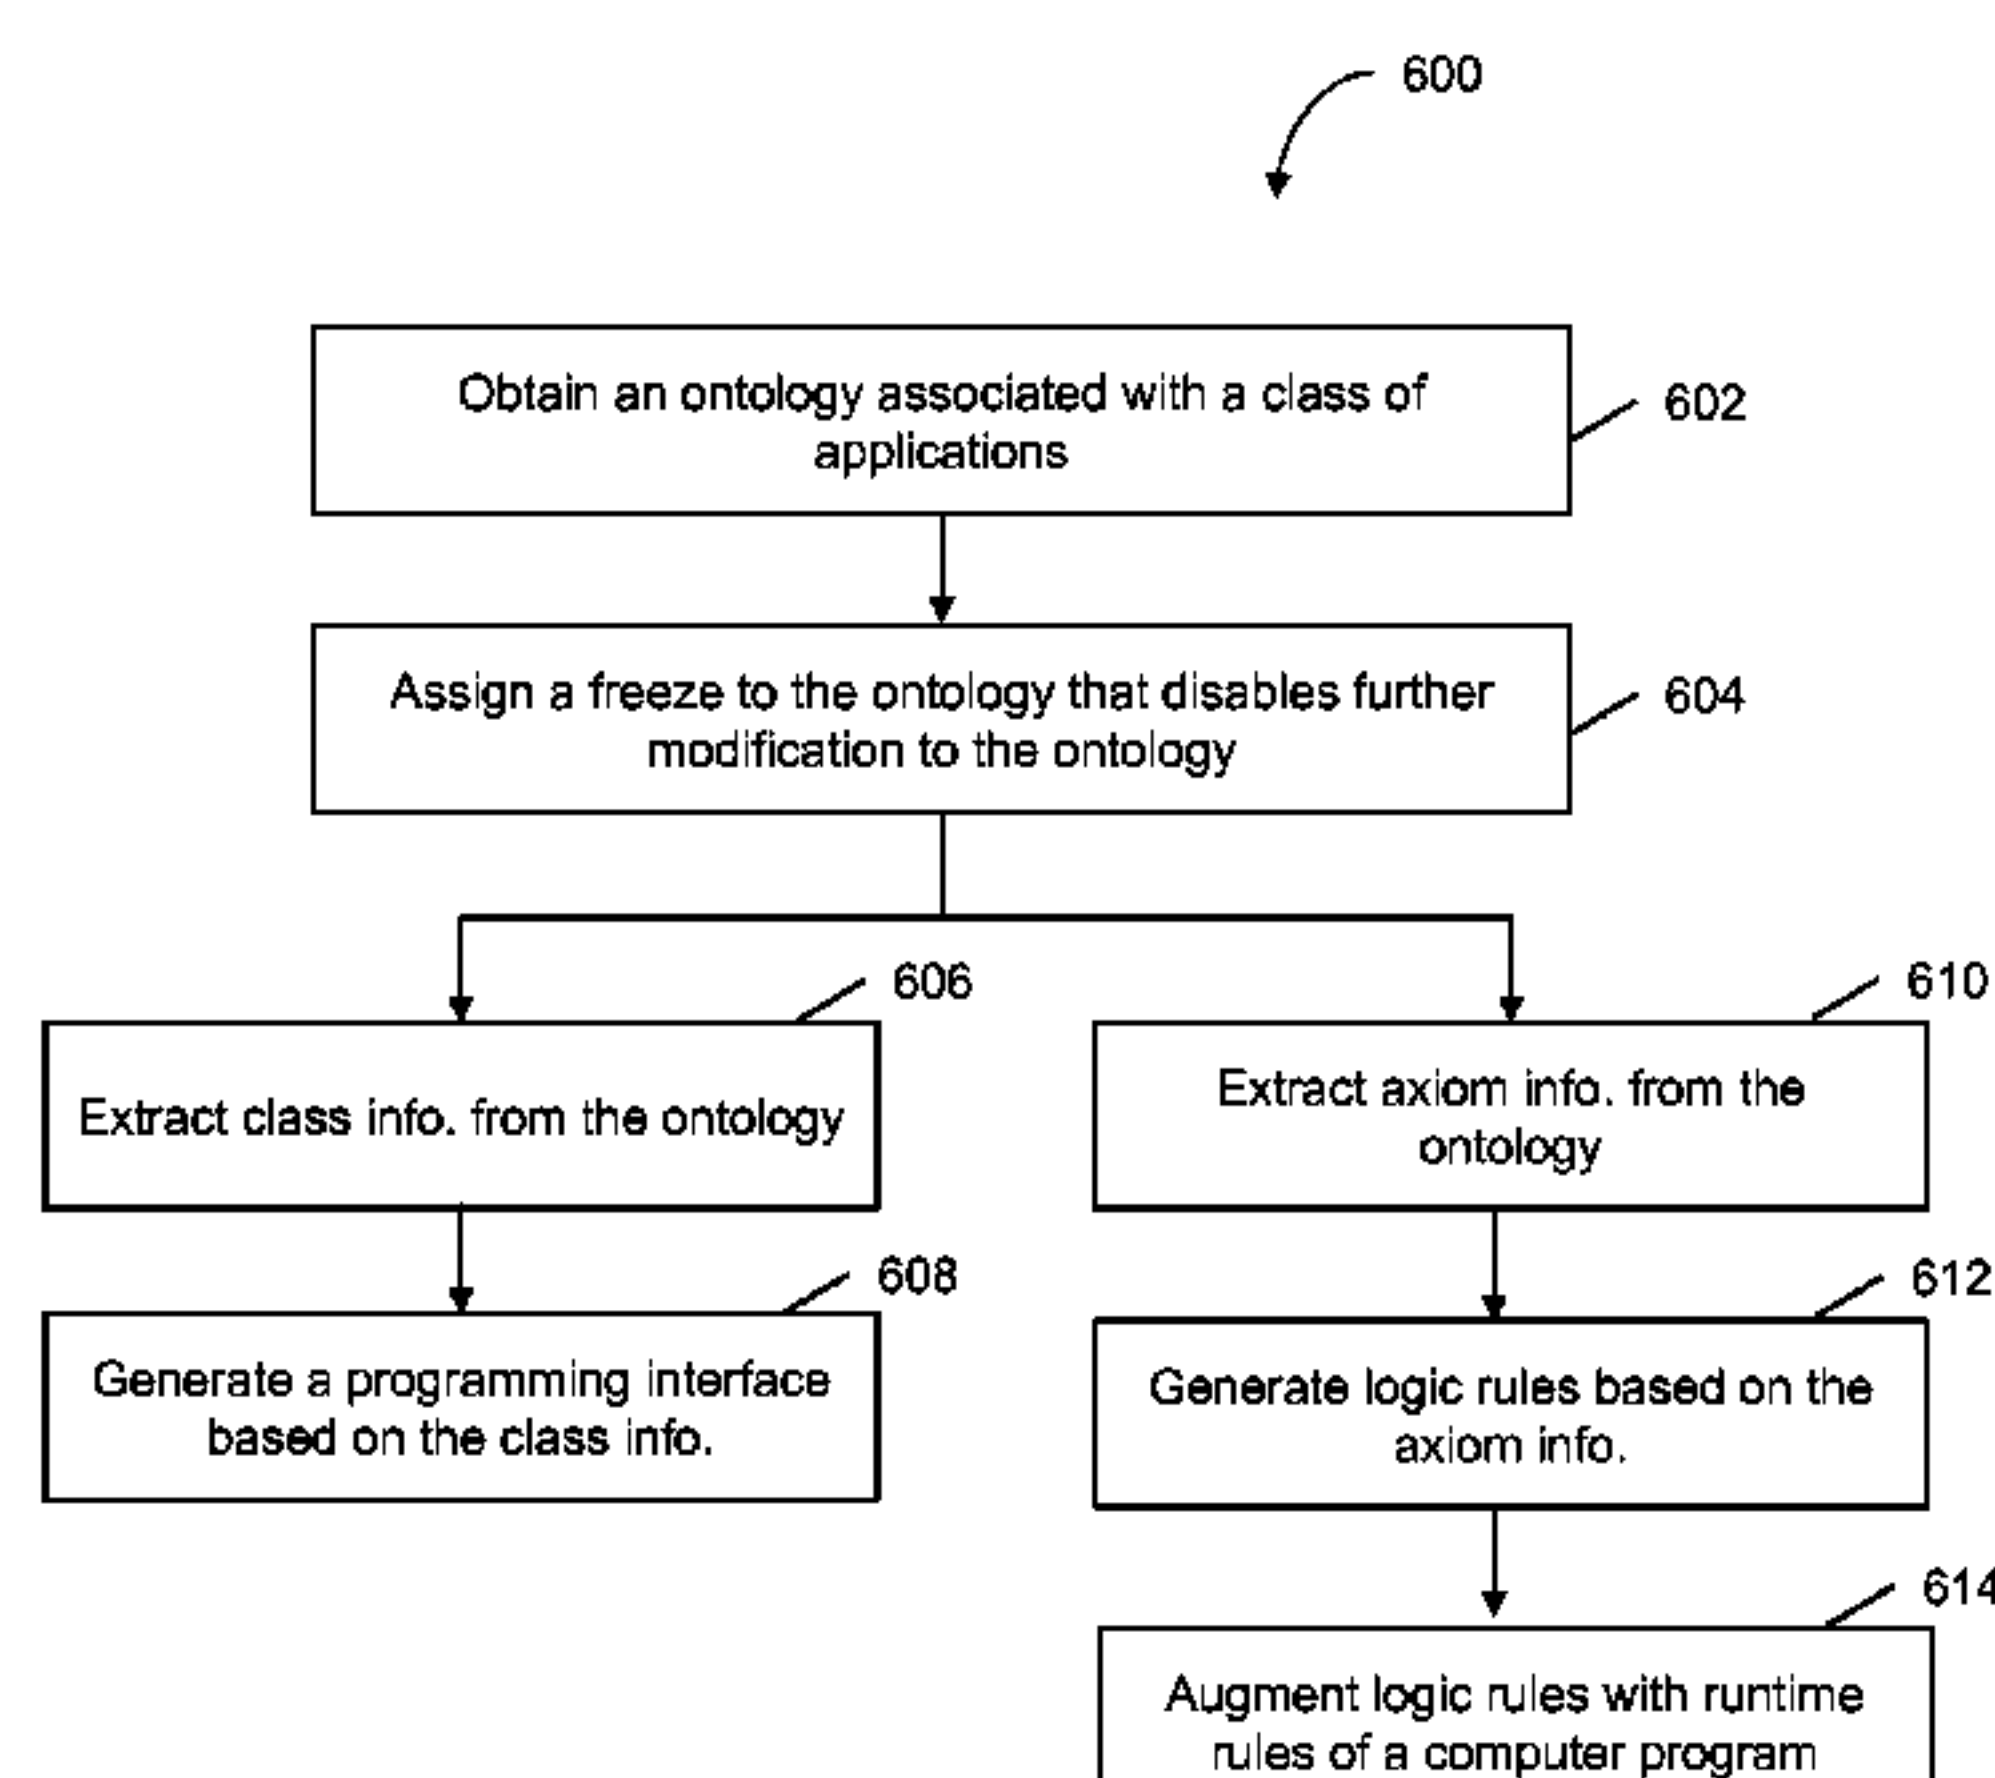 600
Obtain an ontology associated with a class of
applications
602
Assign a freeze to the ontology that disables further
modification to the ontology
604
606
Extract class info. from the ontology
608
Generate a programming interface
based on the class info.
610
Extract axiom info. from the
ontology
612
Generate logic rules based on the
axiom info.
614
Augment logic rules with runtime
rules of a computer program